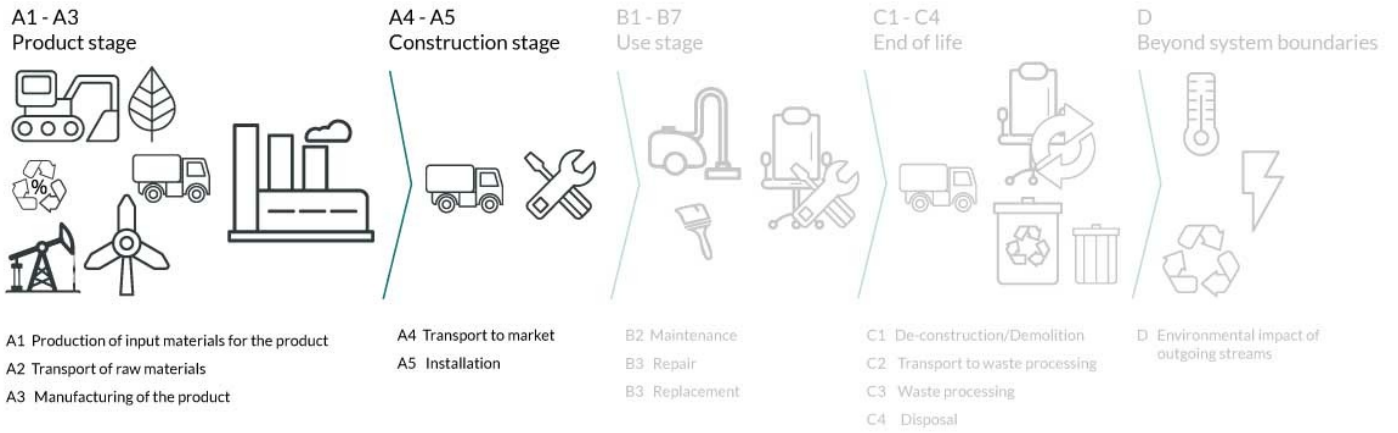 A1 - A3
Product stage
A4 - A5
Construction stage
B1 - B7
Use stage
C1 - C4
End of life
D
Beyond system boundaries
%
A1 Production of input materials for the product
A2 Transport of raw materials
A3 Manufacturing of the product
A4 Transport to market
A5 Installation
B2 Maintenance
B3 Repair
B3 Replacement
C1 De-construction/Demolition
C2 Transport to waste processing
C3 Waste processing
C4 Disposal
D Environmental impact of
outgoing streams